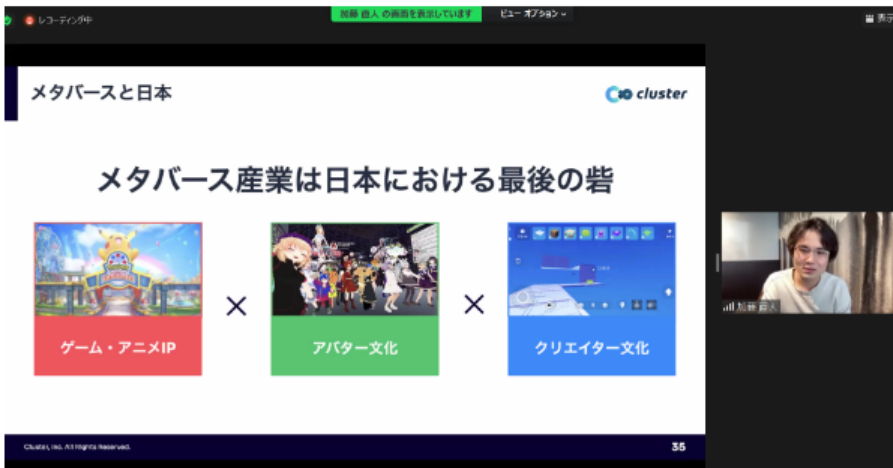 レコーディング中
加藤 直人 の画面を表示しています
ビュー オプション
表示
メタバースと日本
cluster
メタバース産業は日本における最後の砦
×
×
ゲーム・アニメIP
アバター文化
クリエイター文化
加藤 直人
Cluster, Inc. All Rights Reserved.
35